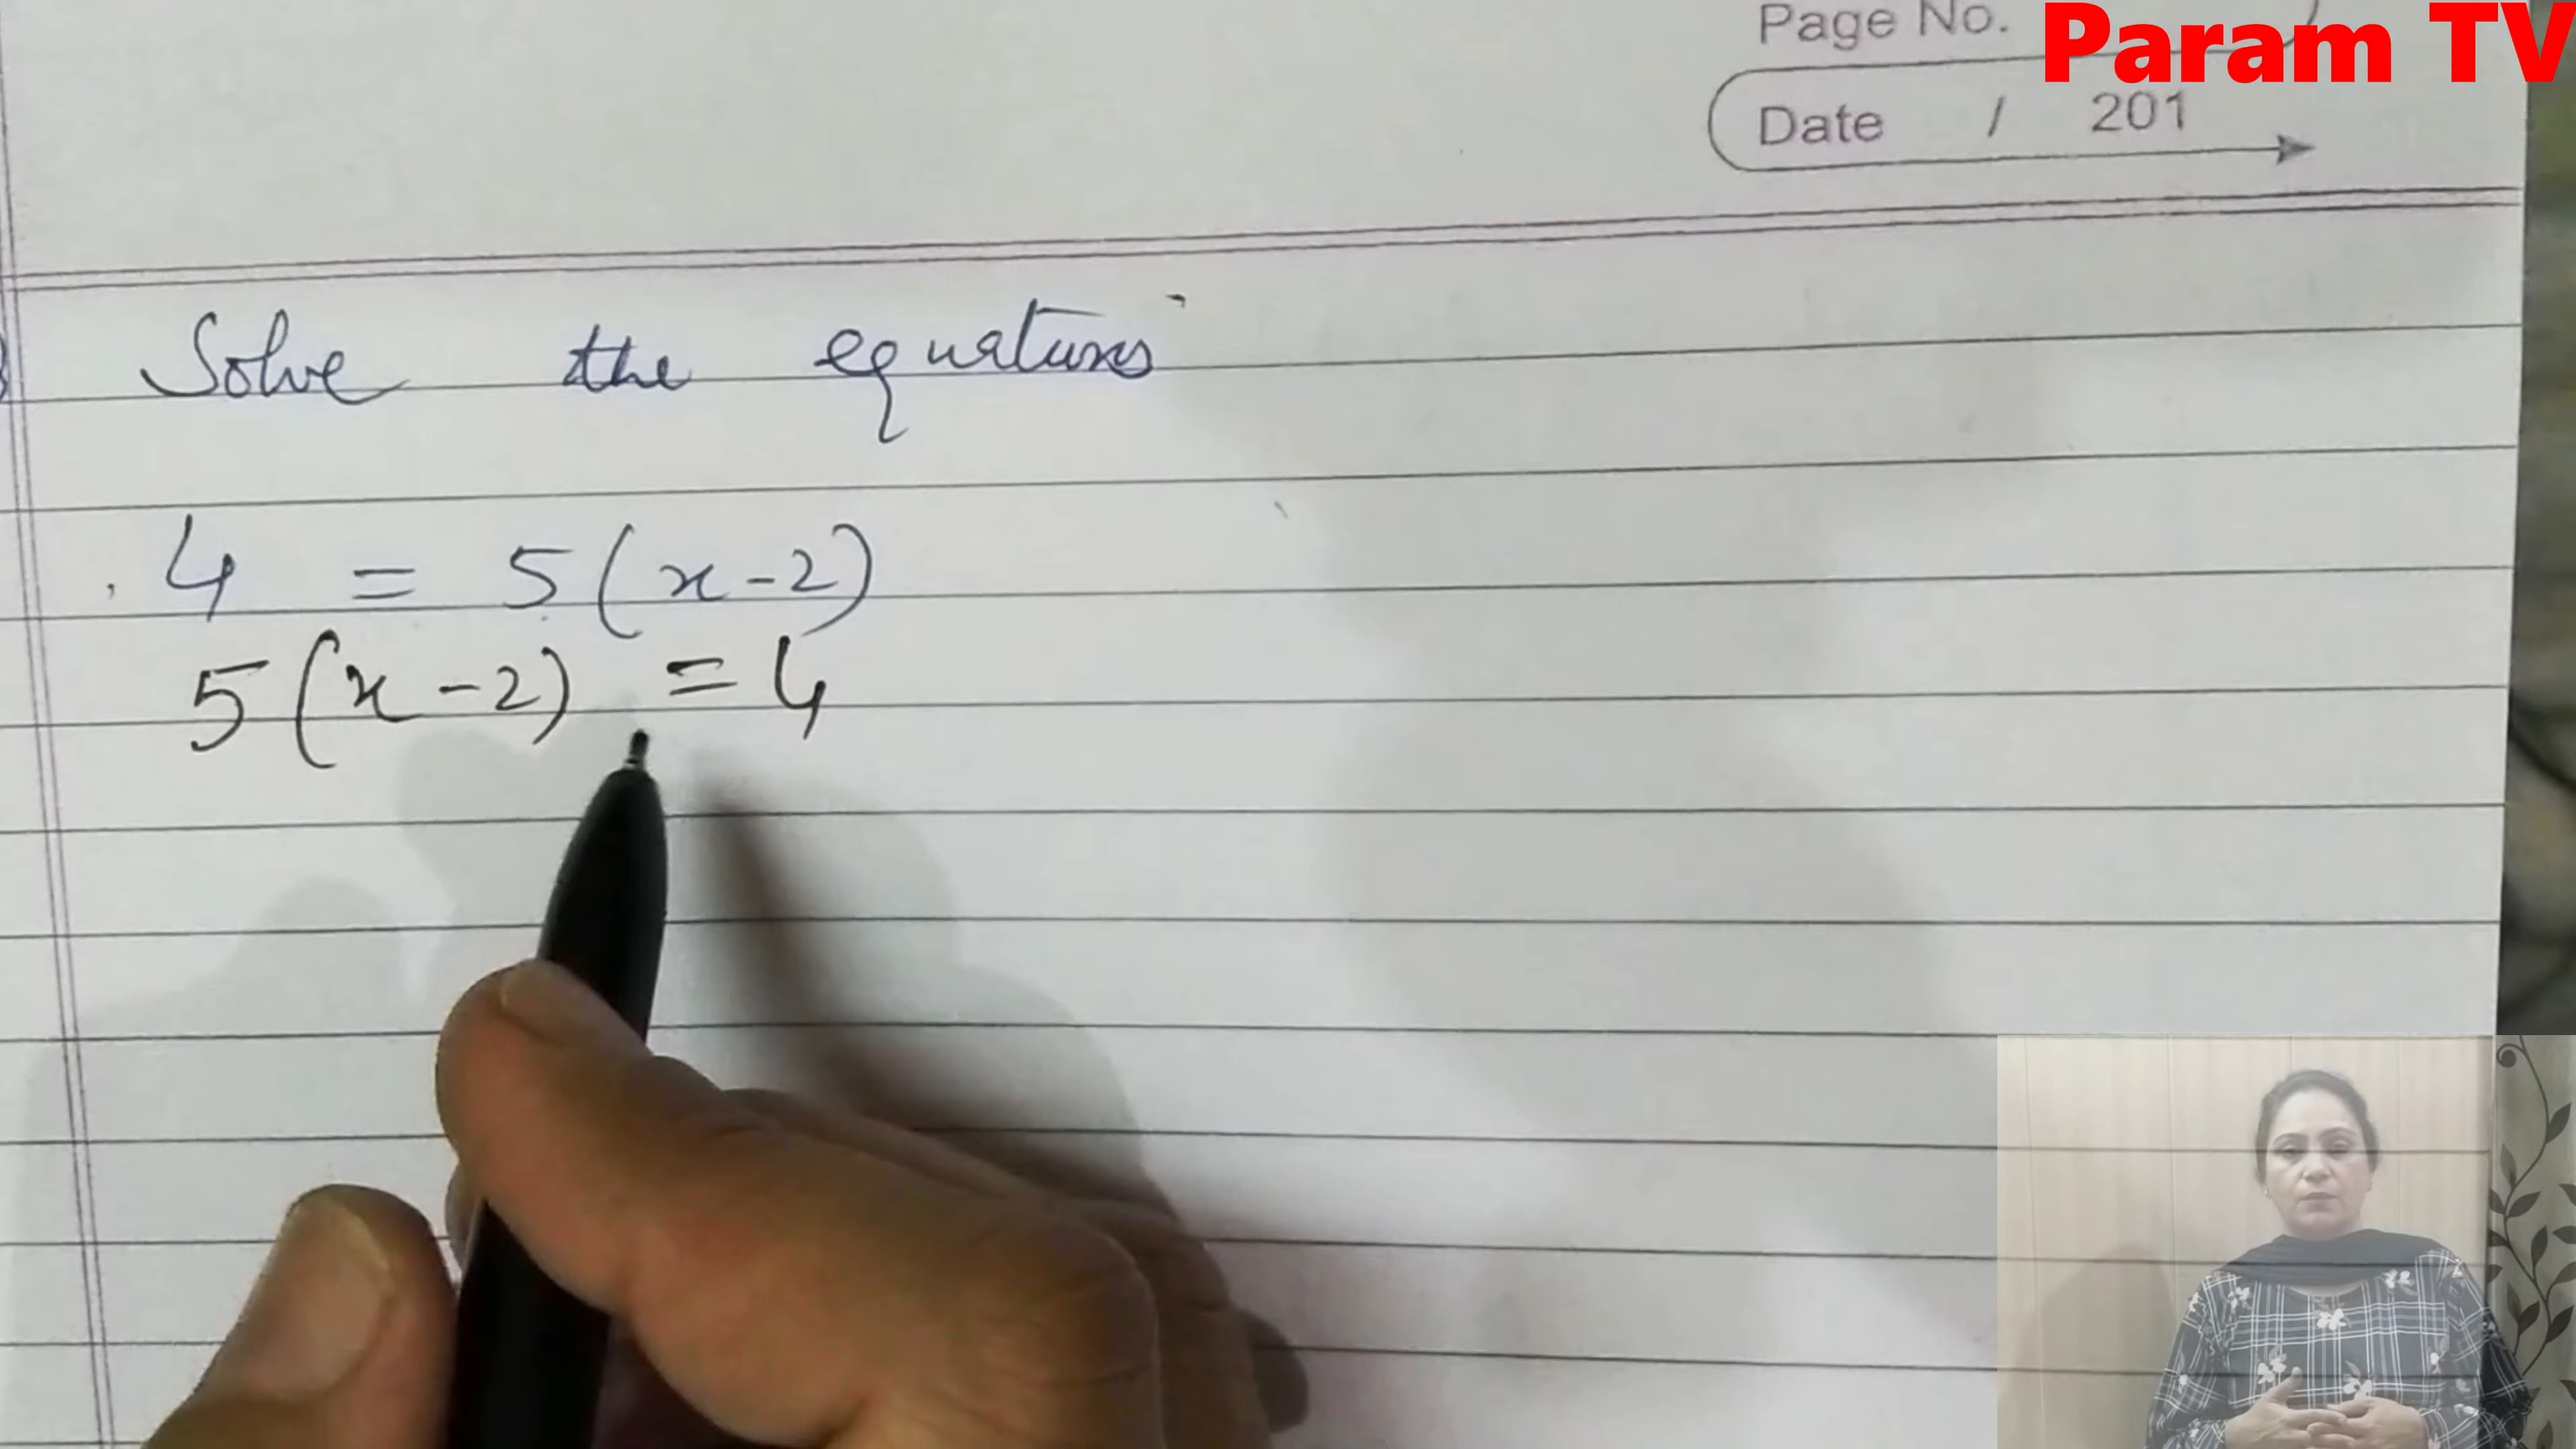 Page No.
Param TV
Date / 201
Solve the equations
4 = 5(x-2)
5(x-2) = 4